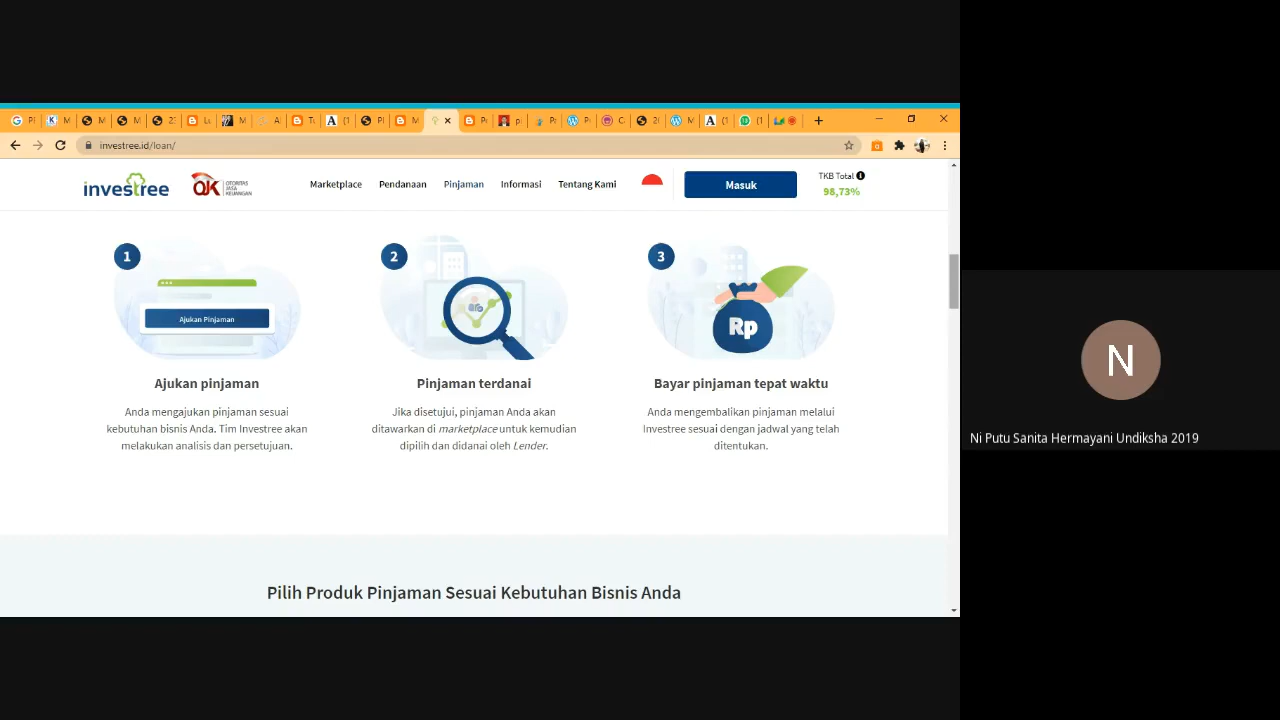 investree.id/loan/
investree
OTORITAS
JASA
KEUANGAN
Marketplace
Pendanaan
Pinjaman
Informasi
Tentang Kami
Masuk
TKB Total
98,73%
1
Ajukan Pinjaman
Ajukan pinjaman
Anda mengajukan pinjaman sesuai
kebutuhan bisnis Anda. Tim Investree akan
melakukan analisis dan persetujuan.
2
Pinjaman terdanai
Jika disetujui, pinjaman Anda akan
ditawarkan di marketplace untuk kemudian
dipilih dan didanai oleh Lender.
3
Rp
Bayar pinjaman tepat waktu
Anda mengembalikan pinjaman melalui
Investree sesuai dengan jadwal yang telah
ditentukan.
Pilih Produk Pinjaman Sesuai Kebutuhan Bisnis Anda
N
Ni Putu Sanita Hermayani Undiksha 2019